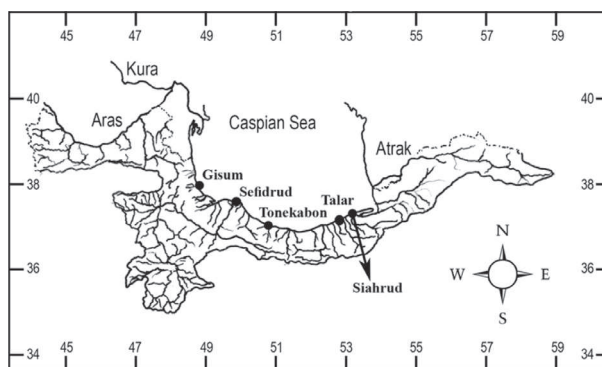 45 47 49 51 53 55 57 59
Kura
40 40
Aras Caspian Sea Atrak
Gisum
38 38
Sefidrud Talar
Tonekabon
N
36 W E 36
Siahrud
S
34 34
45 47 49 51 53 55 57 59